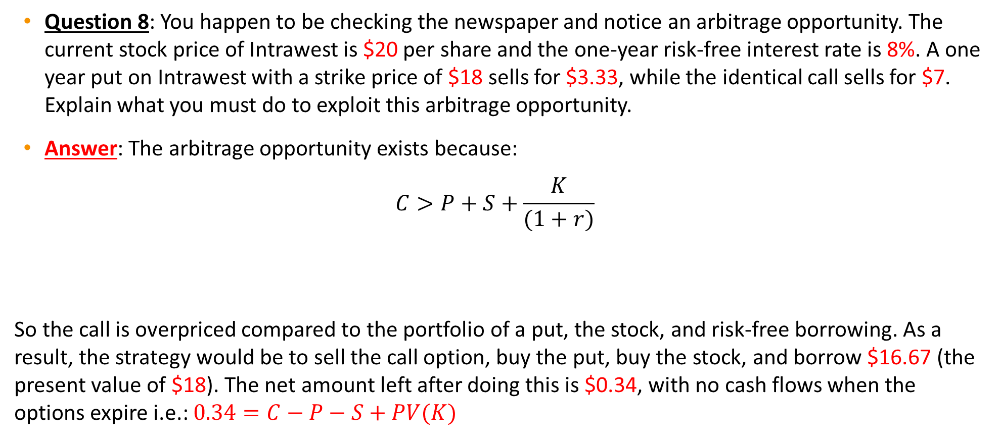 • Question 8: You happen to be checking the newspaper and notice an arbitrage opportunity. The
current stock price of Intrawest is $20 per share and the one-year risk-free interest rate is 8%. A one
year put on Intrawest with a strike price of $18 sells for $3.33, while the identical call sells for $7.
Explain what you must do to exploit this arbitrage opportunity.
• Answer: The arbitrage opportunity exists because:
C > P + S + K/(1 + r)
So the call is overpriced compared to the portfolio of a put, the stock, and risk-free borrowing. As a
result, the strategy would be to sell the call option, buy the put, buy the stock, and borrow $16.67 (the
present value of $18). The net amount left after doing this is $0.34, with no cash flows when the
options expire i.e.: 0.34 = C − P − S + PV(K)